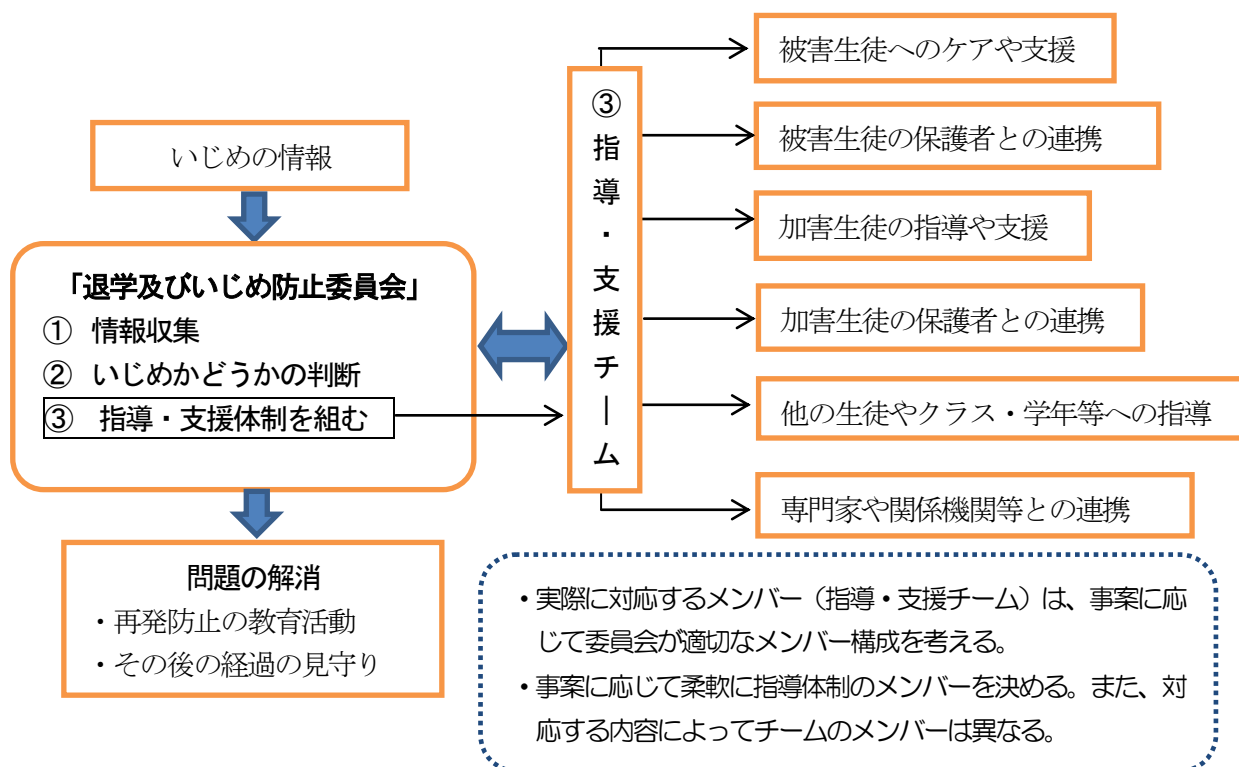 いじめの情報
「退学及びいじめ防止委員会」
① 情報収集
② いじめかどうかの判断
③ 指導・支援体制を組む
問題の解消
・再発防止の教育活動
・その後の経過の見守り
③指導・支援チーム
被害生徒へのケアや支援
被害生徒の保護者との連携
加害生徒の指導や支援
加害生徒の保護者との連携
他の生徒やクラス・学年等への指導
専門家や関係機関等との連携
・実際に対応するメンバー（指導・支援チーム）は、事案に応
じて委員会が適切なメンバー構成を考える。
・事案に応じて柔軟に指導体制のメンバーを決める。また、対
応する内容によってチームのメンバーは異なる。